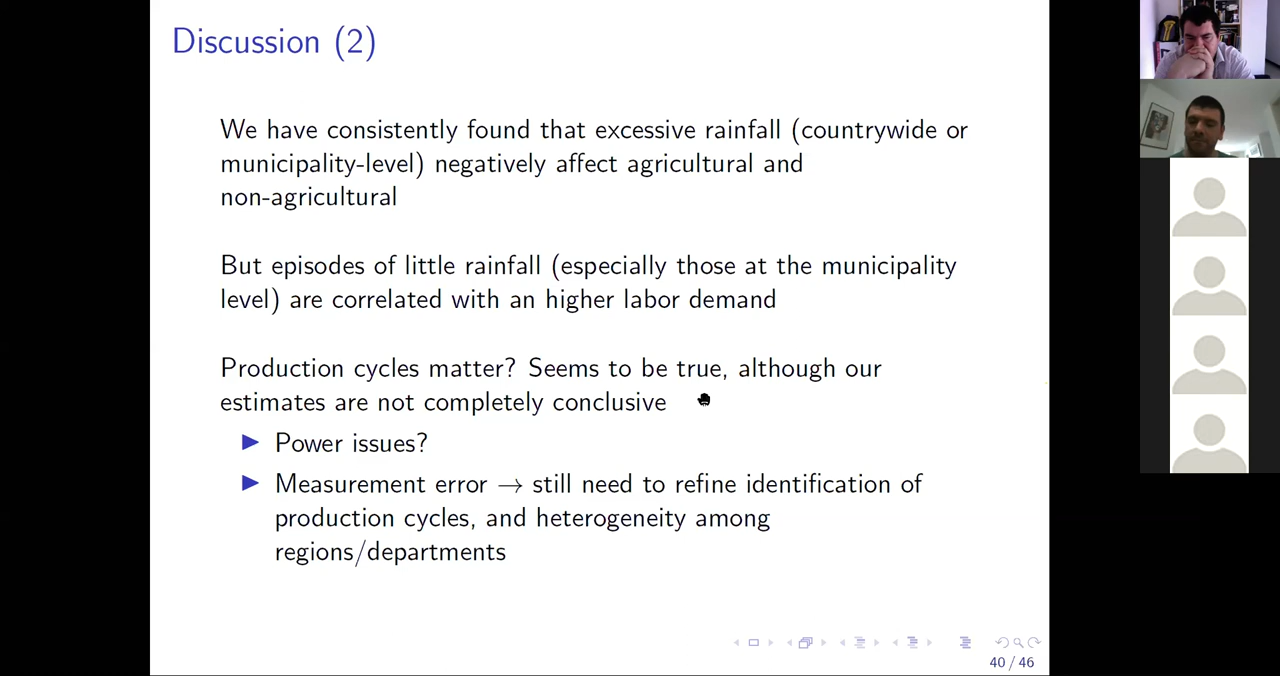 Discussion (2)
We have consistently found that excessive rainfall (countrywide or
municipality-level) negatively affect agricultural and
non-agricultural
But episodes of little rainfall (especially those at the municipality
level) are correlated with an higher labor demand
Production cycles matter? Seems to be true, although our
estimates are not completely conclusive
Power issues?
Measurement error → still need to refine identification of
production cycles, and heterogeneity among
regions/departments
40 / 46